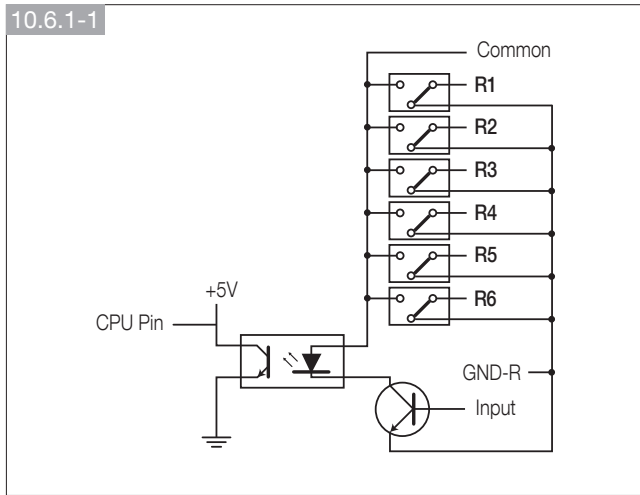 10.6.1-1
Common
R1
R2
R3
R4
R5
R6
+5V
CPU Pin
GND-R
Input